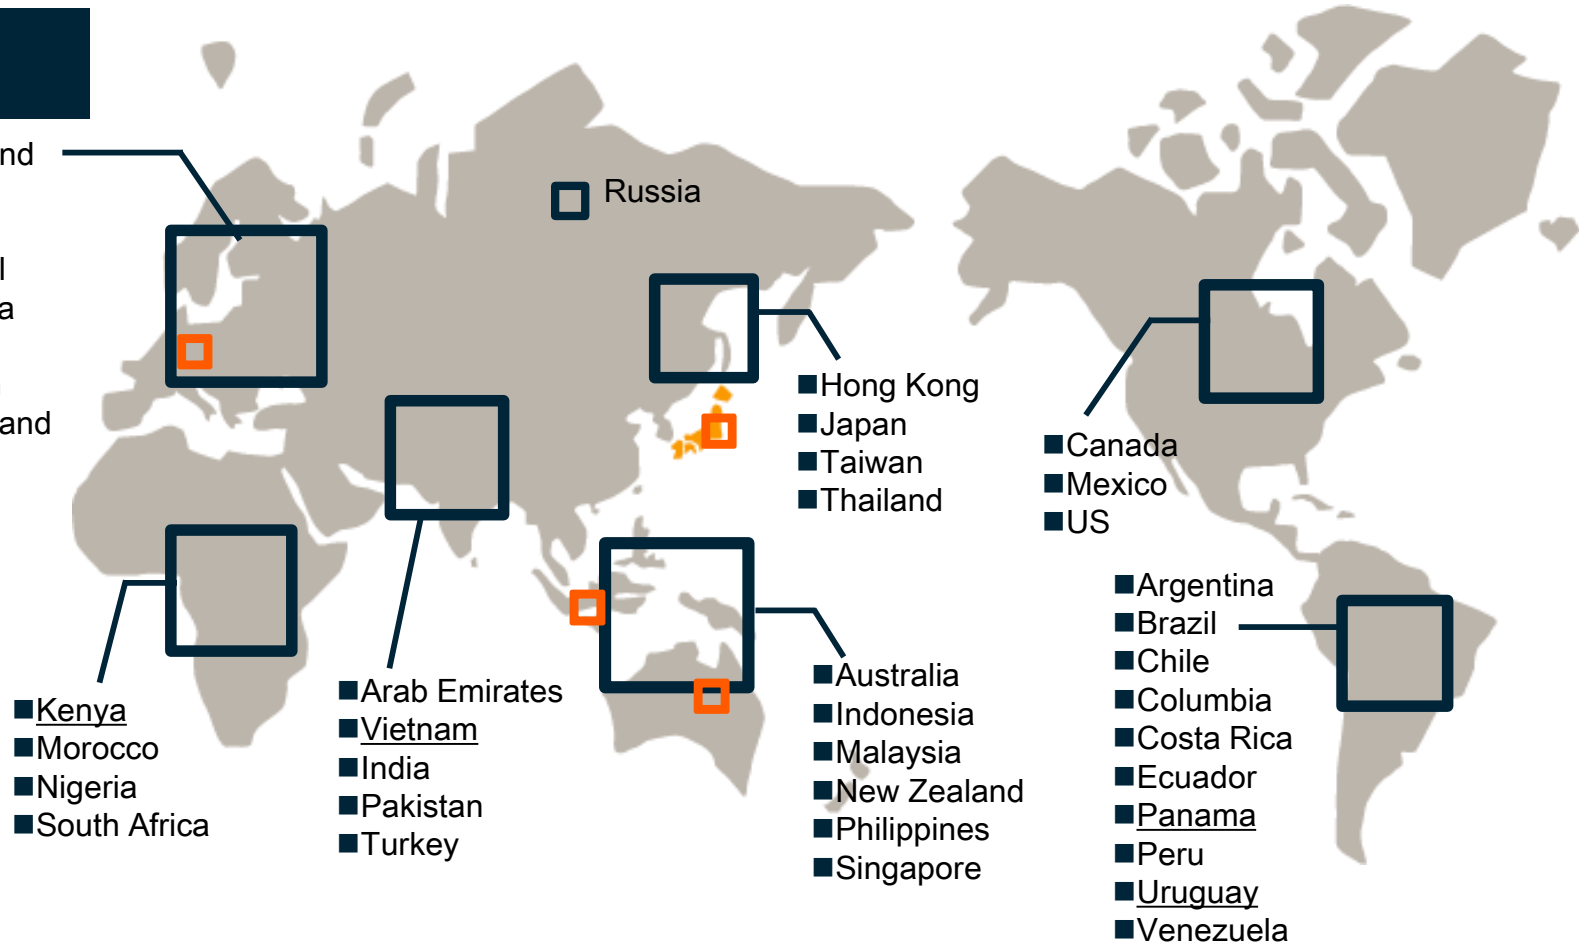 nd
l
a
and
Russia
■Hong Kong
■Japan
■Taiwan
■Thailand
■Canada
■Mexico
■US
■Kenya
■Morocco
■Nigeria
■South Africa
■Arab Emirates
■Vietnam
■India
■Pakistan
■Turkey
■Australia
■Indonesia
■Malaysia
■New Zealand
■Philippines
■Singapore
■Argentina
■Brazil
■Chile
■Columbia
■Costa Rica
■Ecuador
■Panama
■Peru
■Uruguay
■Venezuela